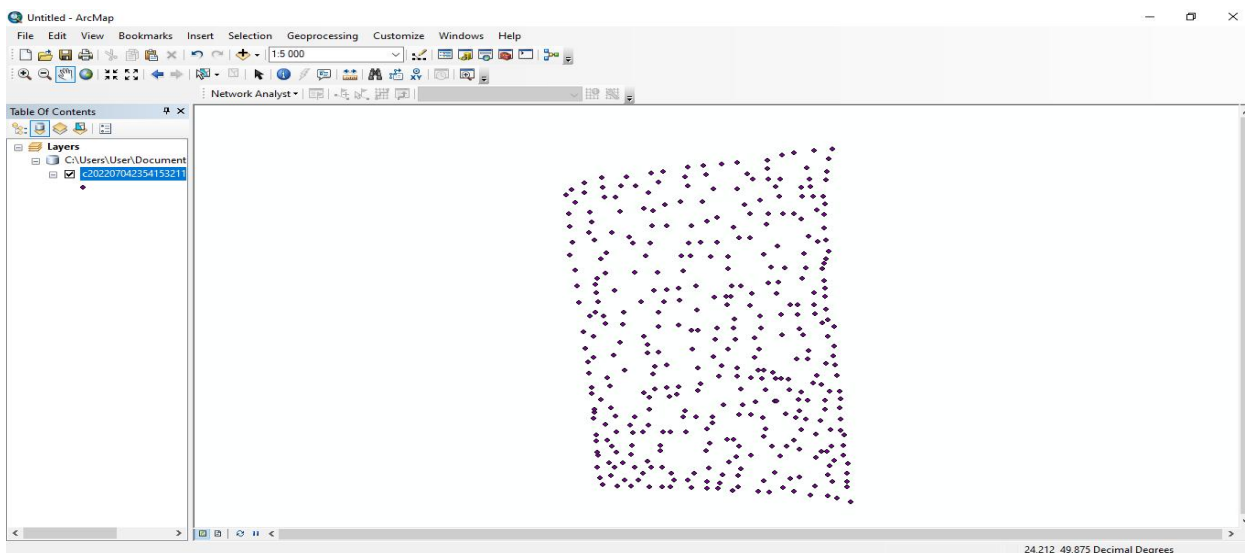 Untitled - ArcMap
File Edit View Bookmarks Insert Selection Geoprocessing Customize Windows Help
1:5 000
Network Analyst
Table Of Contents
Layers
C:\Users\User\Document
c202207042354153211
24,212 49,875 Decimal Degrees